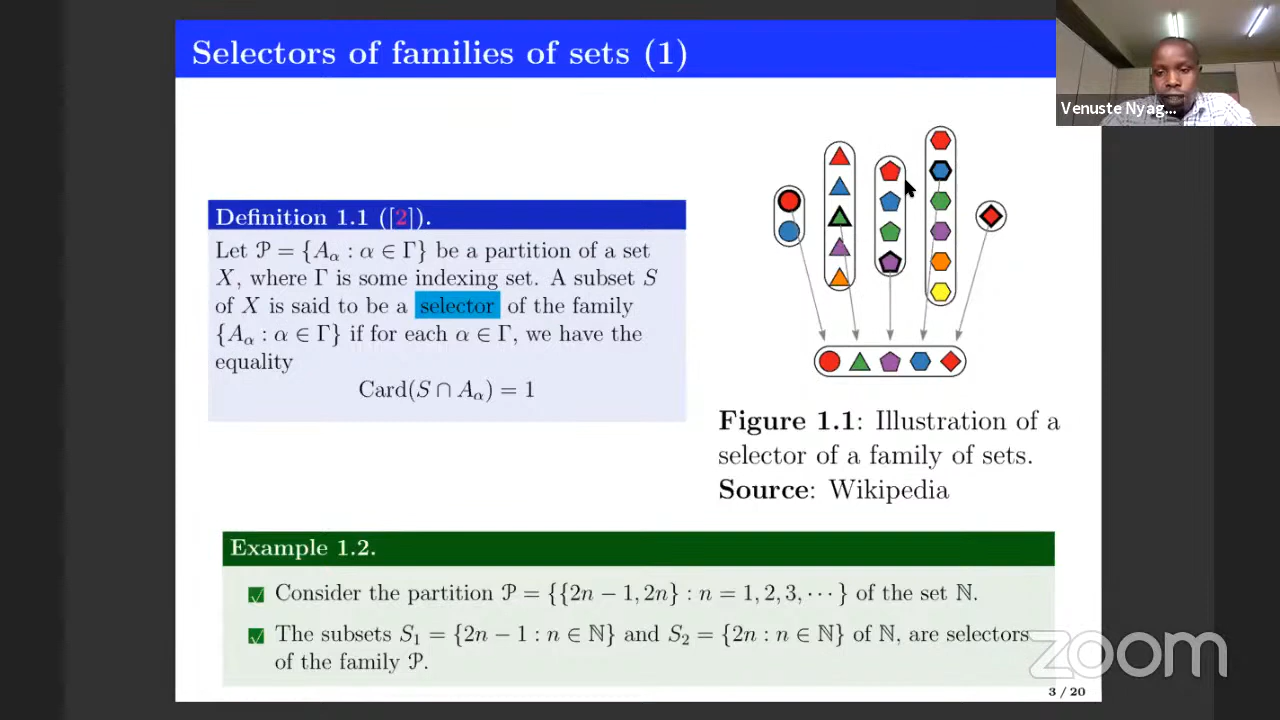 Selectors of families of sets (1)
Venuste Nyag...
Definition 1.1 ([2]).
Let 𝒫 = {A_α : α ∈ Γ} be a partition of a set
X, where Γ is some indexing set. A subset S
of X is said to be a selector of the family
{A_α : α ∈ Γ} if for each α ∈ Γ, we have the
equality
Card(S ∩ A_α) = 1
Figure 1.1: Illustration of a
selector of a family of sets.
Source: Wikipedia
Example 1.2.
Consider the partition 𝒫 = {{2n − 1, 2n} : n = 1, 2, 3, ⋯} of the set ℕ.
The subsets S₁ = {2n − 1 : n ∈ ℕ} and S₂ = {2n : n ∈ ℕ} of ℕ, are selectors
of the family 𝒫.
zoom
3 / 20